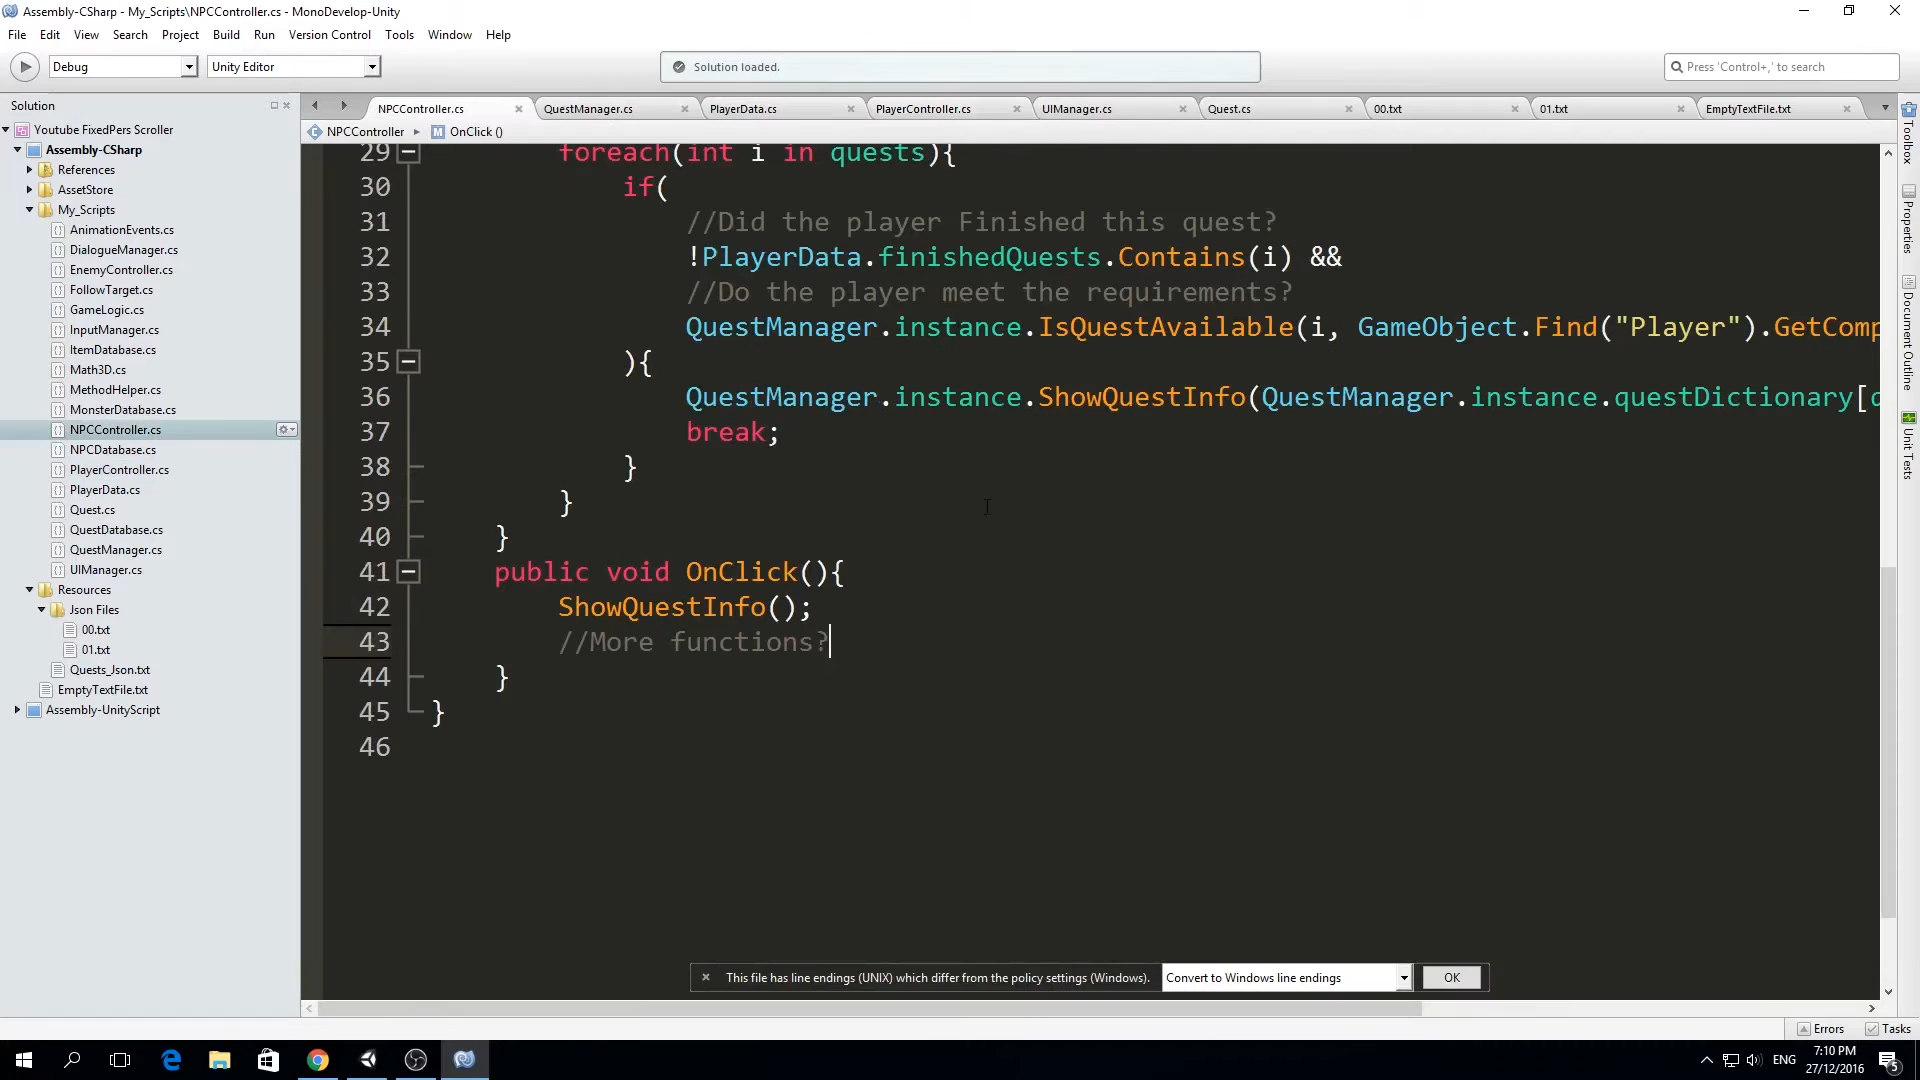 Assembly-CSharp - My_Scripts\NPCController.cs - MonoDevelop-Unity
File Edit View Search Project Build Run Version Control Tools Window Help
Debug Unity Editor Solution loaded. Press 'Control+,' to search
Solution
Youtube FixedPers Scroller
Assembly-CSharp
References
AssetStore
My_Scripts
AnimationEvents.cs
DialogueManager.cs
EnemyController.cs
FollowTarget.cs
GameLogic.cs
InputManager.cs
ItemDatabase.cs
Math3D.cs
MethodHelper.cs
MonsterDatabase.cs
NPCController.cs
NPCDatabase.cs
PlayerController.cs
PlayerData.cs
Quest.cs
QuestDatabase.cs
QuestManager.cs
UIManager.cs
Resources
Json Files
00.txt
01.txt
Quests_Json.txt
EmptyTextFile.txt
Assembly-UnityScript
NPCController.cs QuestManager.cs PlayerData.cs PlayerController.cs UIManager.cs Quest.cs 00.txt 01.txt EmptyTextFile.txt
NPCController OnClick ()
29 foreach(int i in quests){
30 if(
31 //Did the player Finished this quest?
32 !PlayerData.finishedQuests.Contains(i) &&
33 //Do the player meet the requirements?
34 QuestManager.instance.IsQuestAvailable(i, GameObject.Find("Player").GetComp
35 ){
36 QuestManager.instance.ShowQuestInfo(QuestManager.instance.questDictionary[
37 break;
38 }
39 }
40 }
41 public void OnClick(){
42 ShowQuestInfo();
43 //More functions?
44 }
45 }
46
This file has line endings (UNIX) which differ from the policy settings (Windows). Convert to Windows line endings OK
Toolbox
Properties
Document Outline
Unit Tests
Errors Tasks
ENG 7:10 PM
27/12/2016
5